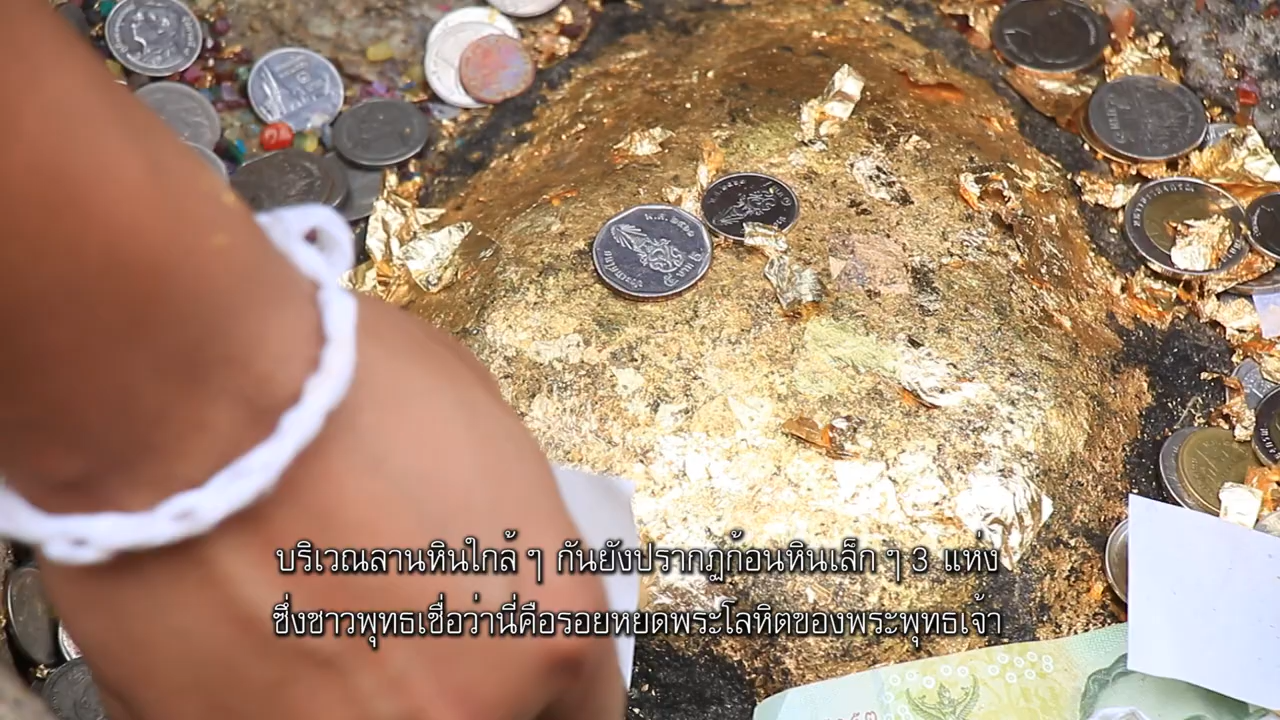 บริเวณลานหินใกล้ ๆ กันยังปรากฏก้อนหินเล็ก ๆ 3 แห่ง
ซึ่งชาวพุทธเชื่อว่านี่คือรอยหยดพระโลหิตของพระพุทธเจ้า